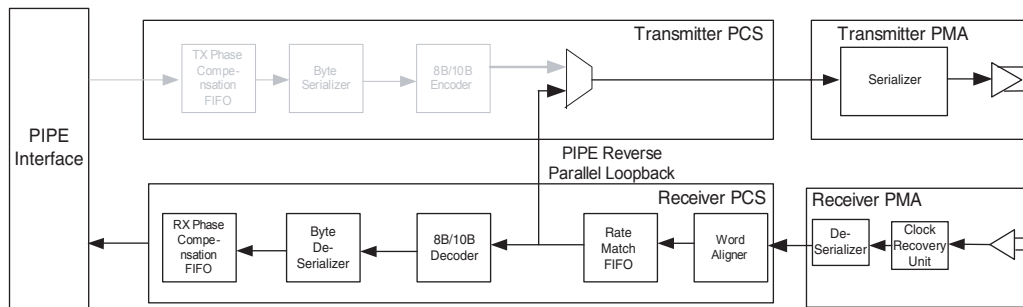 PIPE
Interface
Transmitter PCS
TX Phase
Compe-
nsation
FIFO
Byte
Serializer
8B/10B
Encoder
Transmitter PMA
Serializer
PIPE Reverse
Parallel Loopback
Receiver PCS
RX Phase
Compe-
nsation
FIFO
Byte
De-
Serializer
8B/10B
Decoder
Rate
Match
FIFO
Word
Aligner
Receiver PMA
De-
Serializer
Clock
Recovery
Unit